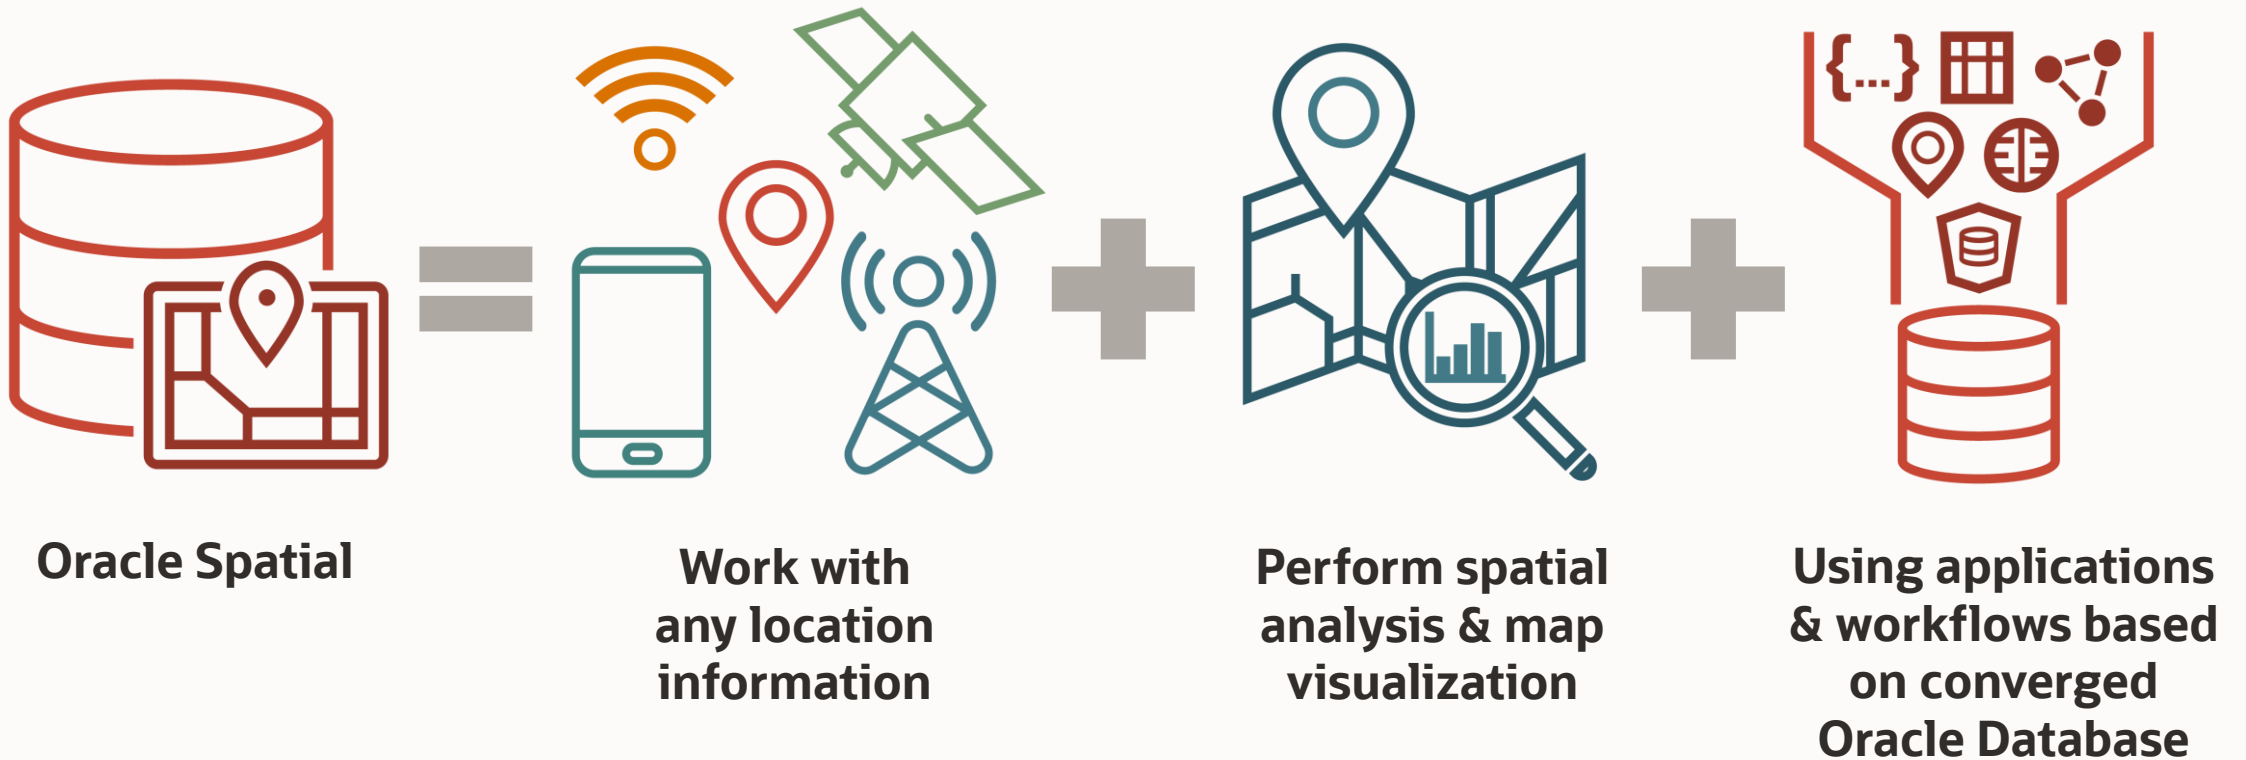 {...}
Oracle Spatial
Work with
any location
information
Perform spatial
analysis & map
visualization
Using applications
& workflows based
on converged
Oracle Database